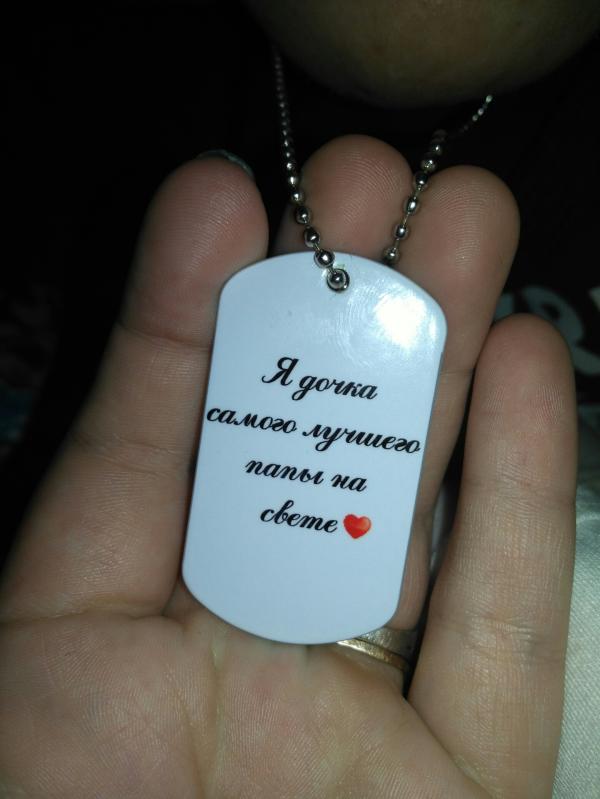 Я дочка
самого лучшего
папы на
свете❤